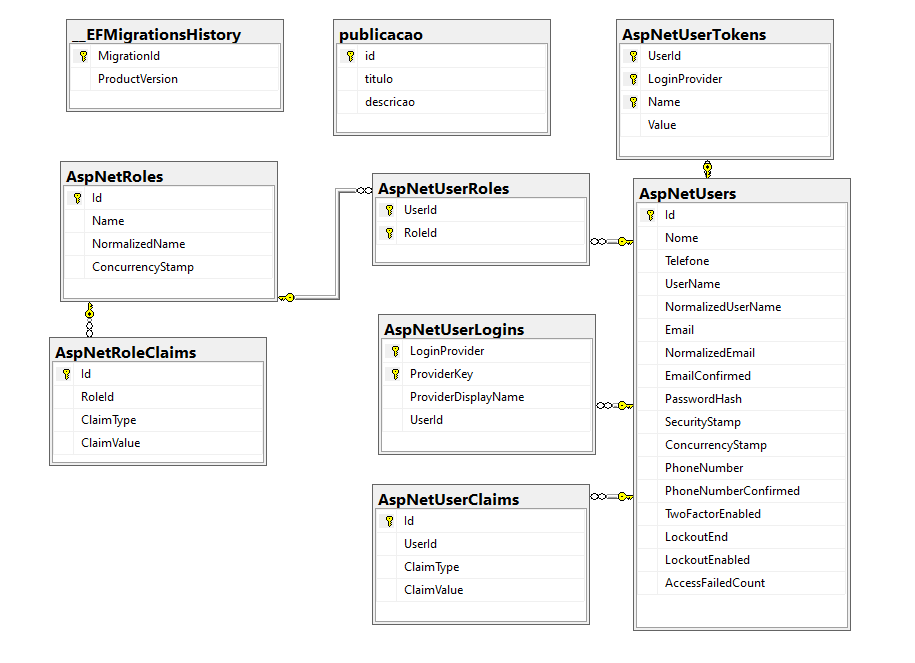 __EFMigrationsHistory
MigrationId
ProductVersion
publicacao
id
titulo
descricao
AspNetUserTokens
UserId
LoginProvider
Name
Value
AspNetRoles
Id
Name
NormalizedName
ConcurrencyStamp
AspNetUserRoles
UserId
RoleId
AspNetUsers
Id
Nome
Telefone
UserName
NormalizedUserName
Email
NormalizedEmail
EmailConfirmed
PasswordHash
SecurityStamp
ConcurrencyStamp
PhoneNumber
PhoneNumberConfirmed
TwoFactorEnabled
LockoutEnd
LockoutEnabled
AccessFailedCount
AspNetRoleClaims
Id
RoleId
ClaimType
ClaimValue
AspNetUserLogins
LoginProvider
ProviderKey
ProviderDisplayName
UserId
AspNetUserClaims
Id
UserId
ClaimType
ClaimValue